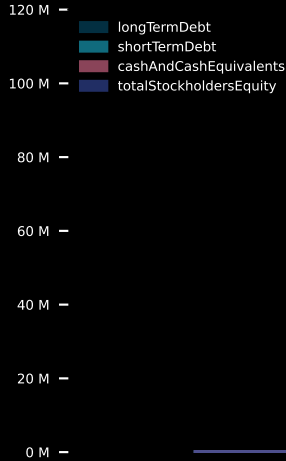 120 M
longTermDebt
shortTermDebt
cashAndCashEquivalents
100 M
totalStockholdersEquity
80 M
60 M
40 M
20 M
0 M